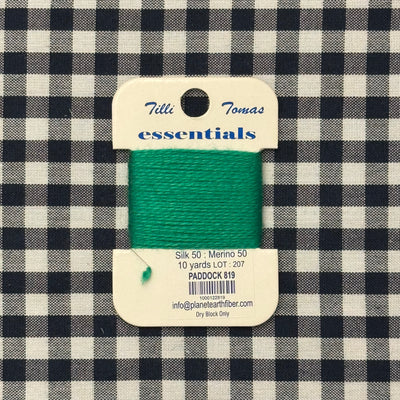 Tilli Tomas
essentials
Silk 50 : Merino 50
10 yards LOT : 207
PADDOCK 819
1000122819
info@planetearthfiber.com
Dry Block Only